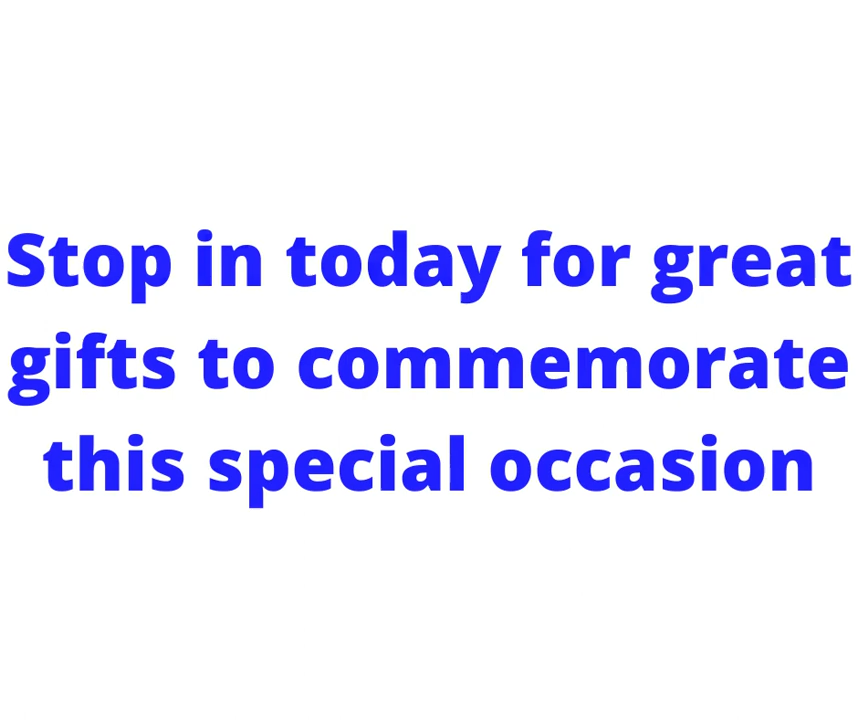 Stop in today for great
gifts to commemorate
this special occasion